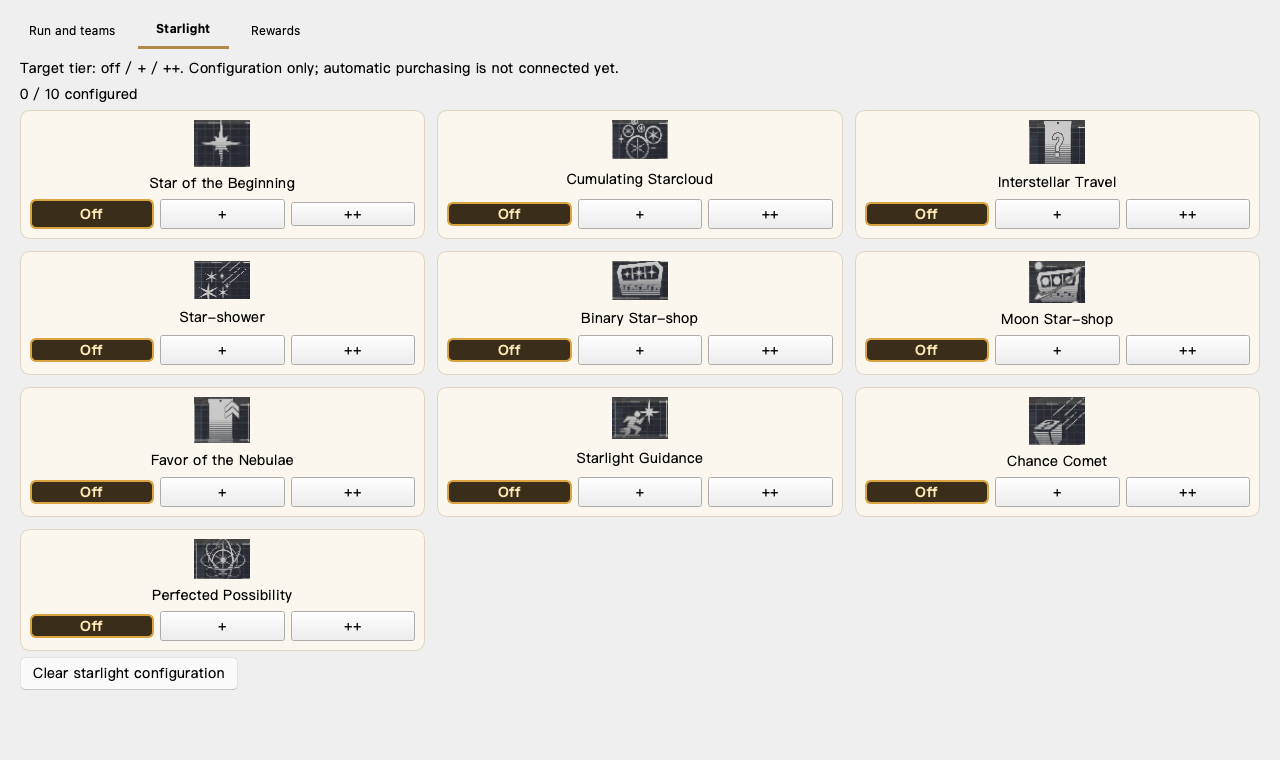 Run and teams Starlight Rewards
Target tier: off / + / ++. Configuration only; automatic purchasing is not connected yet.
0 / 10 configured
Star of the Beginning
Off + ++
Cumulating Starcloud
Off + ++
Interstellar Travel
Off + ++
Star-shower
Off + ++
Binary Star-shop
Off + ++
Moon Star-shop
Off + ++
Favor of the Nebulae
Off + ++
Starlight Guidance
Off + ++
Chance Comet
Off + ++
Perfected Possibility
Off + ++
Clear starlight configuration